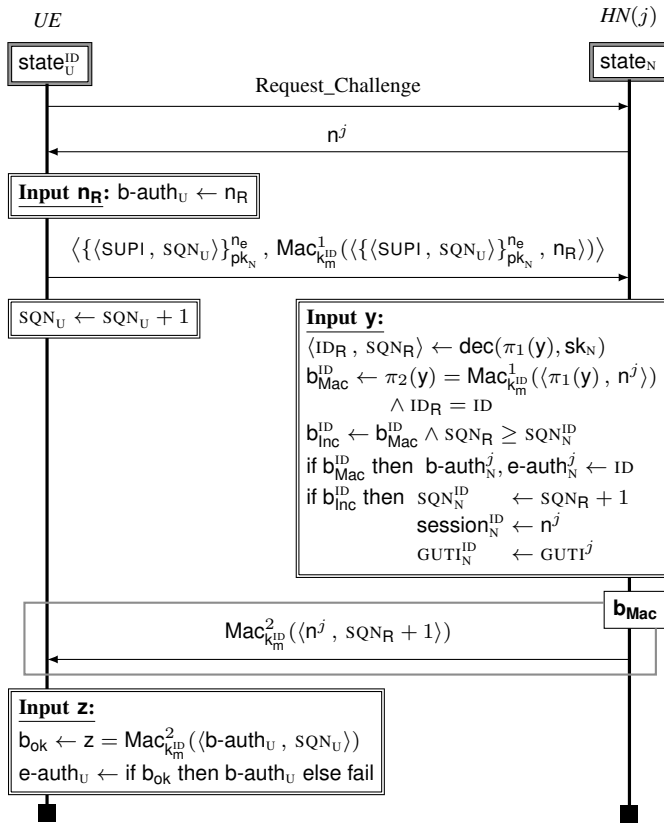 UE
HN(j)
state_U^ID
state_N
Request_Challenge
n^j
Input n_R: b-auth_U ← n_R
⟨{⟨SUPI , SQN_U⟩}_{pk_N}^{n_e} , Mac^1_{k_m^ID}(⟨{⟨SUPI , SQN_U⟩}_{pk_N}^{n_e} , n_R⟩)⟩
SQN_U ← SQN_U + 1
Input y:
⟨ID_R , SQN_R⟩ ← dec(π_1(y), sk_N)
b_Mac^ID ← π_2(y) = Mac^1_{k_m^ID}(⟨π_1(y) , n^j⟩)
∧ ID_R = ID
b_Inc^ID ← b_Mac^ID ∧ SQN_R ≥ SQN_N^ID
if b_Mac^ID then b-auth_N^j, e-auth_N^j ← ID
if b_Inc^ID then SQN_N^ID ← SQN_R + 1
session_N^ID ← n^j
GUTI_N^ID ← GUTI^j
b_Mac
Mac^2_{k_m^ID}(⟨n^j , SQN_R + 1⟩)
Input z:
b_ok ← z = Mac^2_{k_m^ID}(⟨b-auth_U , SQN_U⟩)
e-auth_U ← if b_ok then b-auth_U else fail